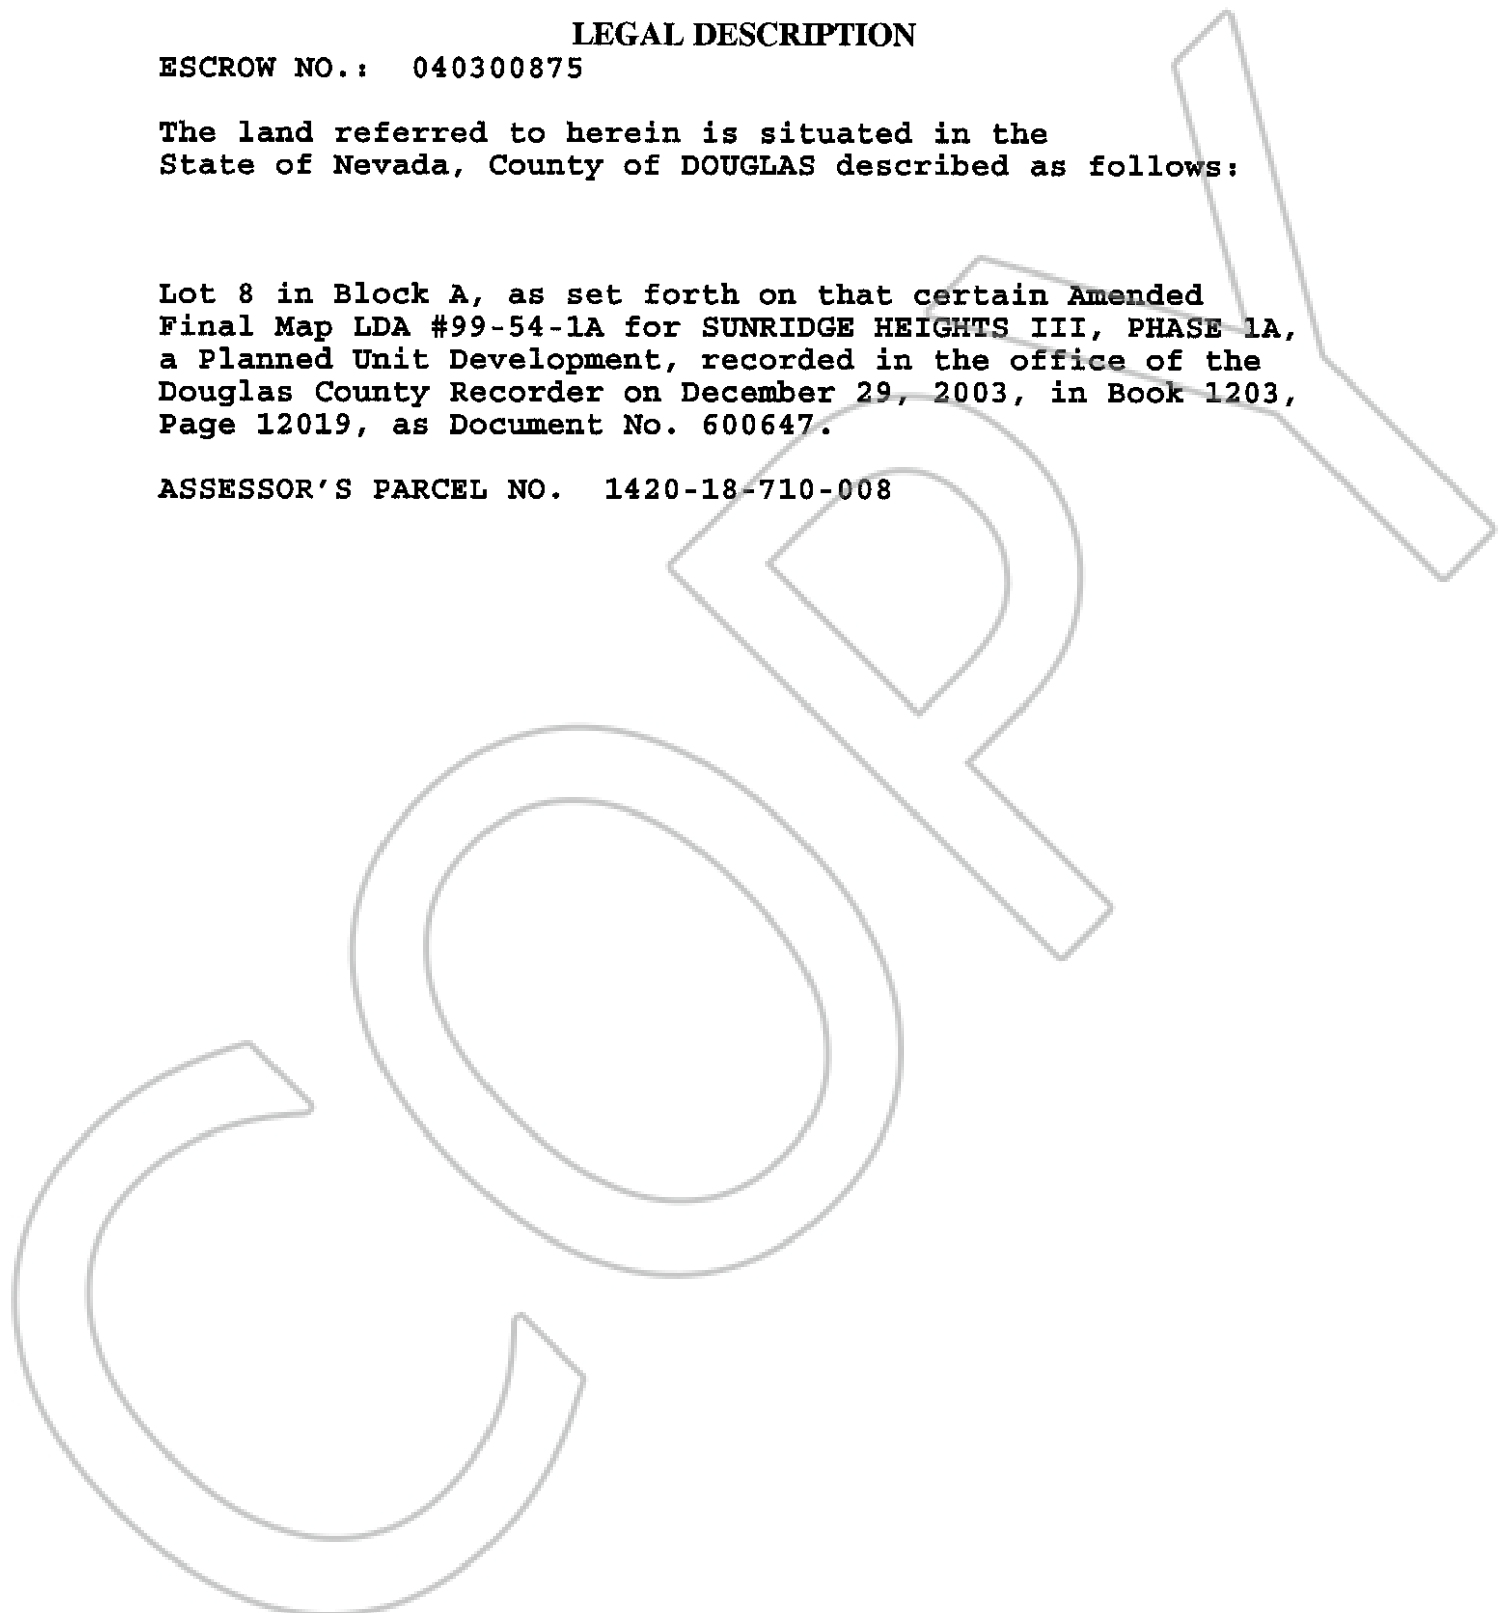 LEGAL DESCRIPTION
ESCROW NO.: 040300875
The land referred to herein is situated in the
State of Nevada, County of DOUGLAS described as follows:
Lot 8 in Block A, as set forth on that certain Amended
Final Map LDA #99-54-1A for SUNRIDGE HEIGHTS III, PHASE 1A,
a Planned Unit Development, recorded in the office of the
Douglas County Recorder on December 29, 2003, in Book 1203,
Page 12019, as Document No. 600647.
ASSESSOR'S PARCEL NO. 1420-18-710-008
COPY